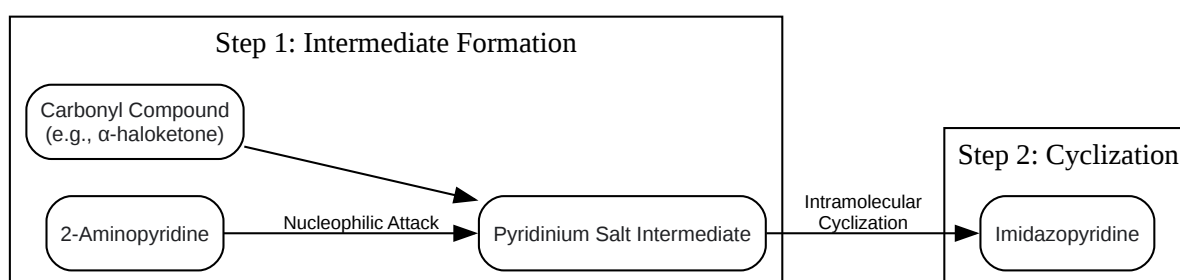 Step 1: Intermediate Formation
Carbonyl Compound
(e.g., α-haloketone)
2-Aminopyridine
Nucleophilic Attack
Pyridinium Salt Intermediate
Intramolecular
Cyclization
Step 2: Cyclization
Imidazopyridine